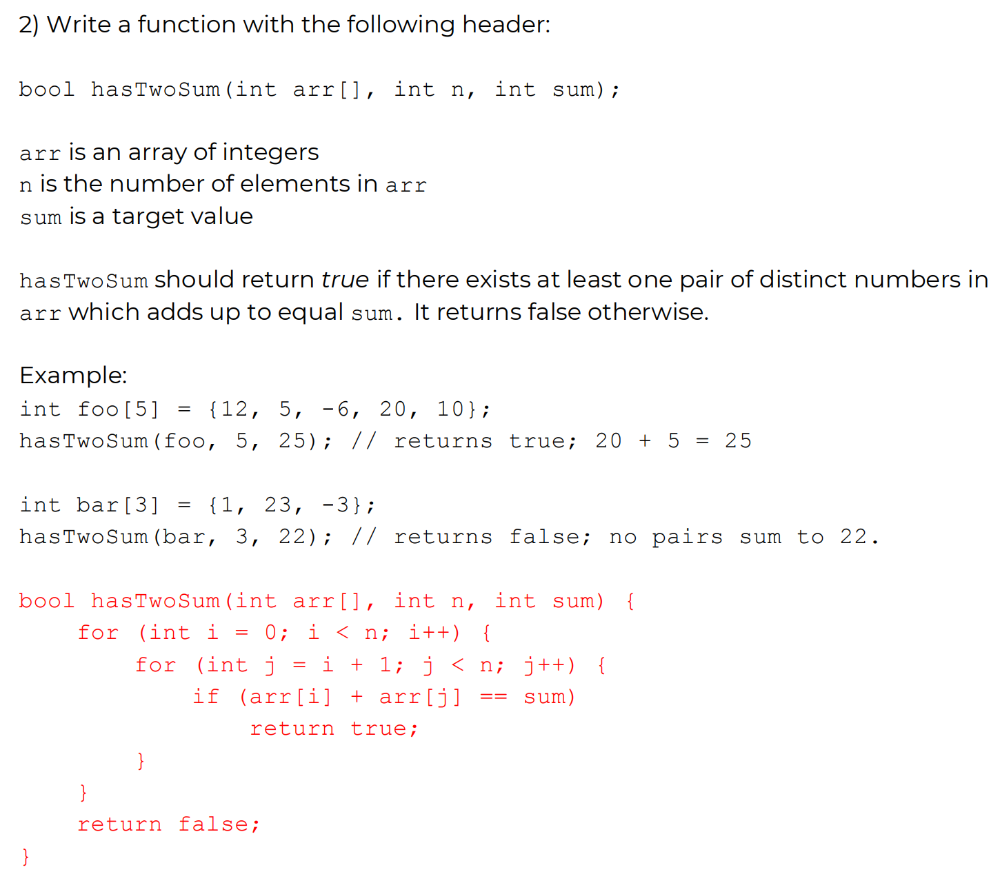 2) Write a function with the following header:
bool hasTwoSum(int arr[], int n, int sum);
arr is an array of integers
n is the number of elements in arr
sum is a target value
hasTwoSum should return true if there exists at least one pair of distinct numbers in
arr which adds up to equal sum. It returns false otherwise.
Example:
int foo[5] = {12, 5, -6, 20, 10};
hasTwoSum(foo, 5, 25); // returns true; 20 + 5 = 25
int bar[3] = {1, 23, -3};
hasTwoSum(bar, 3, 22); // returns false; no pairs sum to 22.
bool hasTwoSum(int arr[], int n, int sum) {
    for (int i = 0; i < n; i++) {
        for (int j = i + 1; j < n; j++) {
            if (arr[i] + arr[j] == sum)
                return true;
        }
    }
    return false;
}